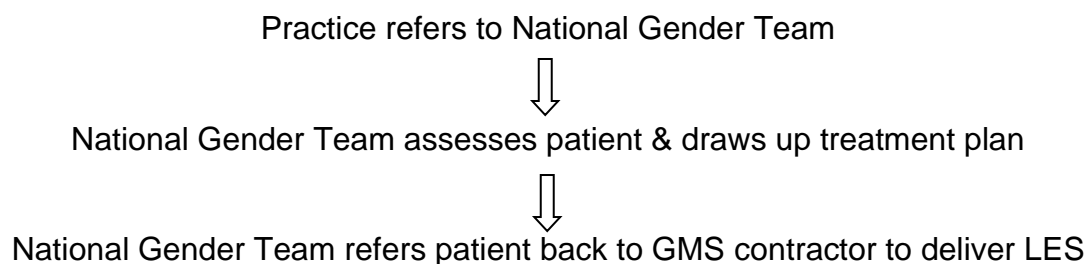 Practice refers to National Gender Team
National Gender Team assesses patient & draws up treatment plan
National Gender Team refers patient back to GMS contractor to deliver LES